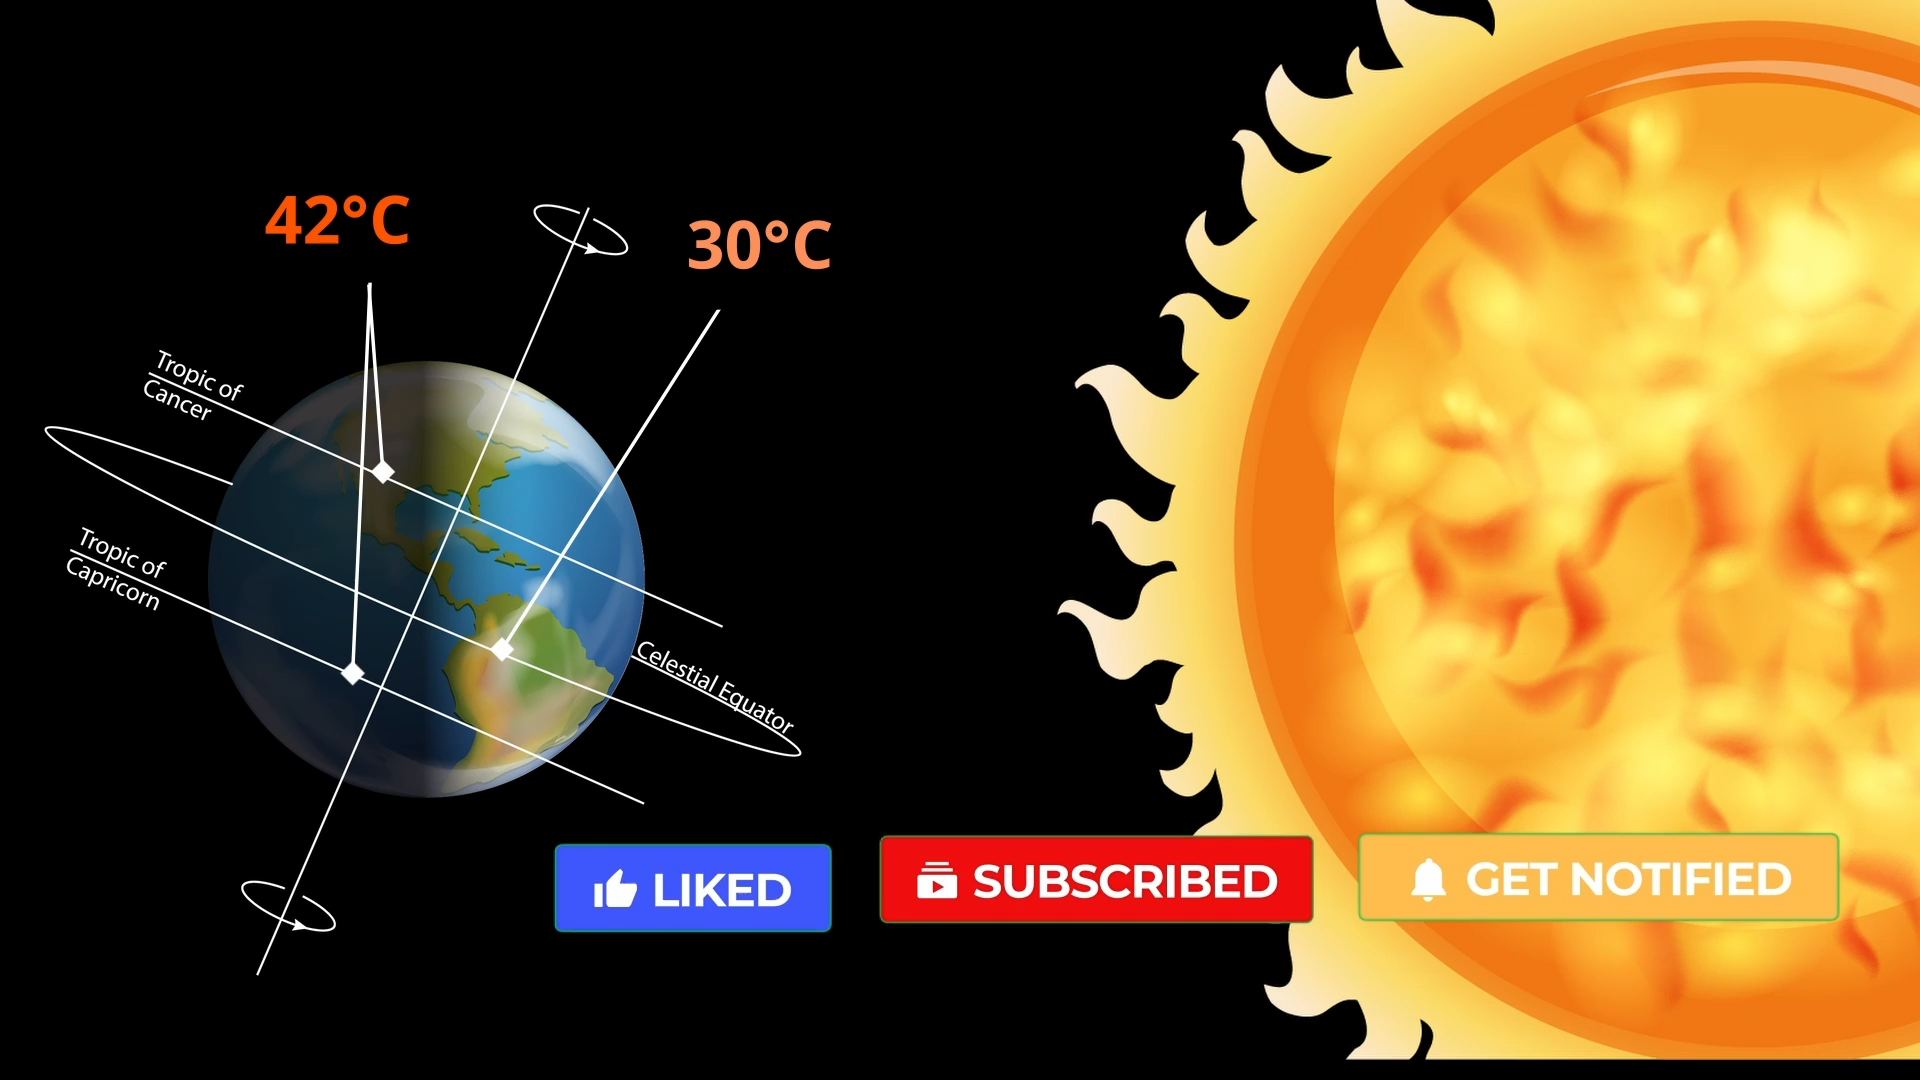 42°C
30°C
Tropic of
Cancer
Tropic of
Capricorn
Celestial Equator
LIKED
SUBSCRIBED
GET NOTIFIED